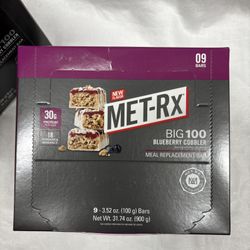 09
BARS
NEW
MET-Rx
30g
BIG 100
BLUEBERRY COBBLER
18
MEAL REPLACEMENT BAR
9 - 3.52 oz. (100 g) Bars
Net Wt. 31.74 oz. (900 g)